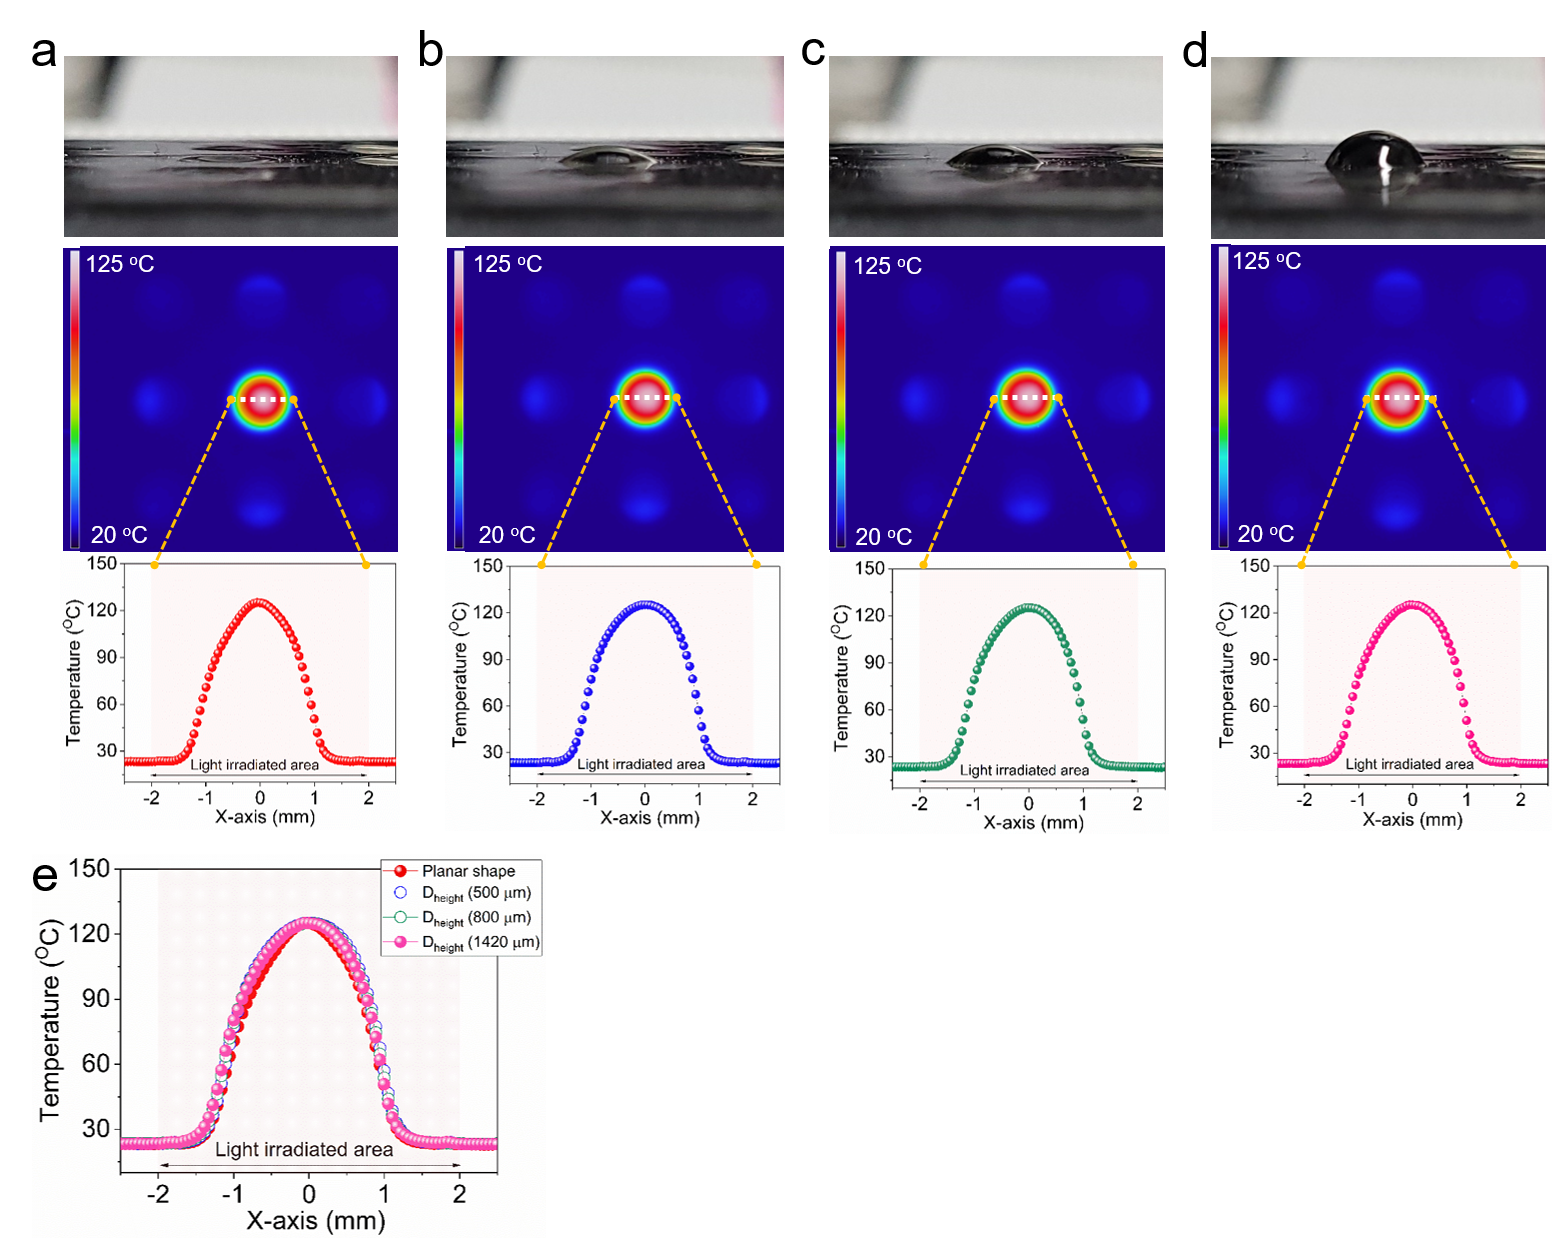 a
b
c
d
125 °C
125 °C
125 °C
125 °C
20 °C
20 °C
20 °C
20 °C
150
120
90
60
30
Temperature (°C)
Light irradiated area
-2 -1 0 1 2
X-axis (mm)
150
120
90
60
30
Temperature (°C)
Light irradiated area
-2 -1 0 1 2
X-axis (mm)
150
120
90
60
30
Temperature (°C)
Light irradiated area
-2 -1 0 1 2
X-axis (mm)
150
120
90
60
30
Temperature (°C)
Light irradiated area
-2 -1 0 1 2
X-axis (mm)
e
150
120
90
60
30
Temperature (°C)
Planar shape
Dheight (500 μm)
Dheight (800 μm)
Dheight (1420 μm)
Light irradiated area
-2 -1 0 1 2
X-axis (mm)